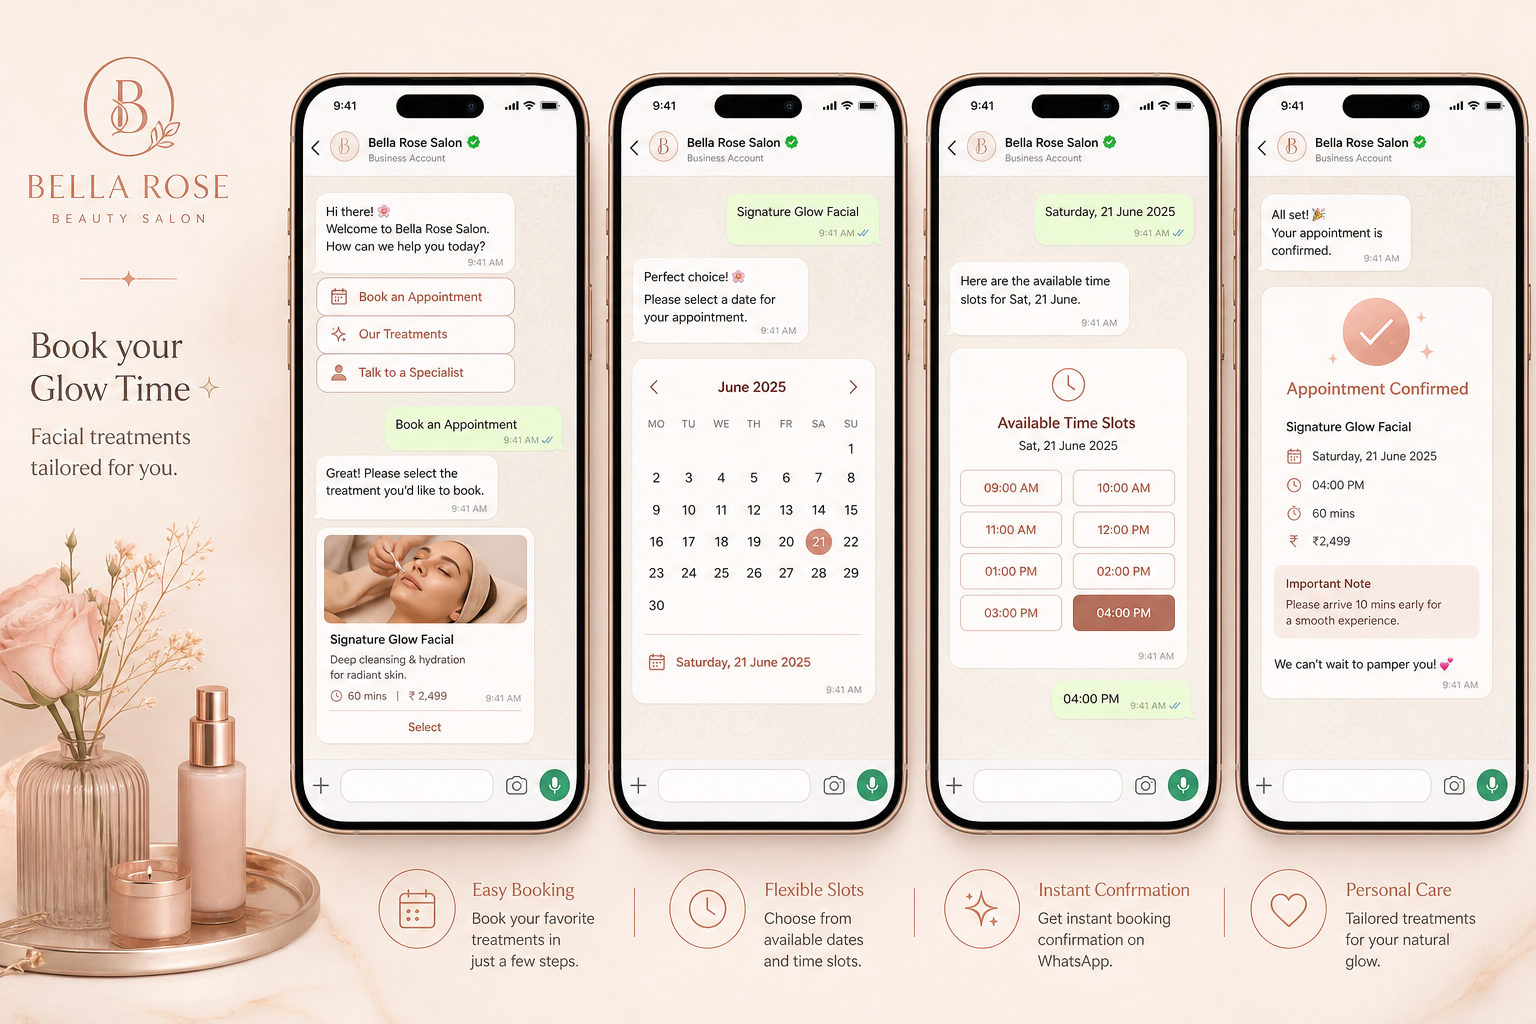 B
BELLA ROSE
BEAUTY SALON
Book your
Glow Time
Facial treatments
tailored for you.
9:41
B
Bella Rose Salon
Business Account
Hi there! 🌸
Welcome to Bella Rose Salon.
How can we help you today?
9:41 AM
Book an Appointment
Our Treatments
Talk to a Specialist
Book an Appointment
9:41 AM
Great! Please select the
treatment you'd like to book.
9:41 AM
Signature Glow Facial
Deep cleansing & hydration
for radiant skin.
60 mins | ₹ 2,499
9:41 AM
Select
9:41
B
Bella Rose Salon
Business Account
Signature Glow Facial
9:41 AM
Perfect choice! 🌸
Please select a date for
your appointment.
9:41 AM
June 2025
MO TU WE TH FR SA SU
1
2 3 4 5 6 7 8
9 10 11 12 13 14 15
16 17 18 19 20 21 22
23 24 25 26 27 28 29
30
Saturday, 21 June 2025
9:41 AM
9:41
B
Bella Rose Salon
Business Account
Saturday, 21 June 2025
9:41 AM
Here are the available time
slots for Sat, 21 June.
9:41 AM
Available Time Slots
Sat, 21 June 2025
09:00 AM 10:00 AM
11:00 AM 12:00 PM
01:00 PM 02:00 PM
03:00 PM 04:00 PM
9:41 AM
04:00 PM 9:41 AM
9:41
B
Bella Rose Salon
Business Account
All set! 🎉
Your appointment is
confirmed.
9:41 AM
Appointment Confirmed
Signature Glow Facial
Saturday, 21 June 2025
04:00 PM
60 mins
₹ ₹2,499
Important Note
Please arrive 10 mins early for
a smooth experience.
We can't wait to pamper you! 💕
9:41 AM
Easy Booking
Book your favorite
treatments in
just a few steps.
Flexible Slots
Choose from
available dates
and time slots.
Instant Confrmation
Get instant booking
confirmation on
WhatsApp.
Personal Care
Tailored treatments
for your natural
glow.